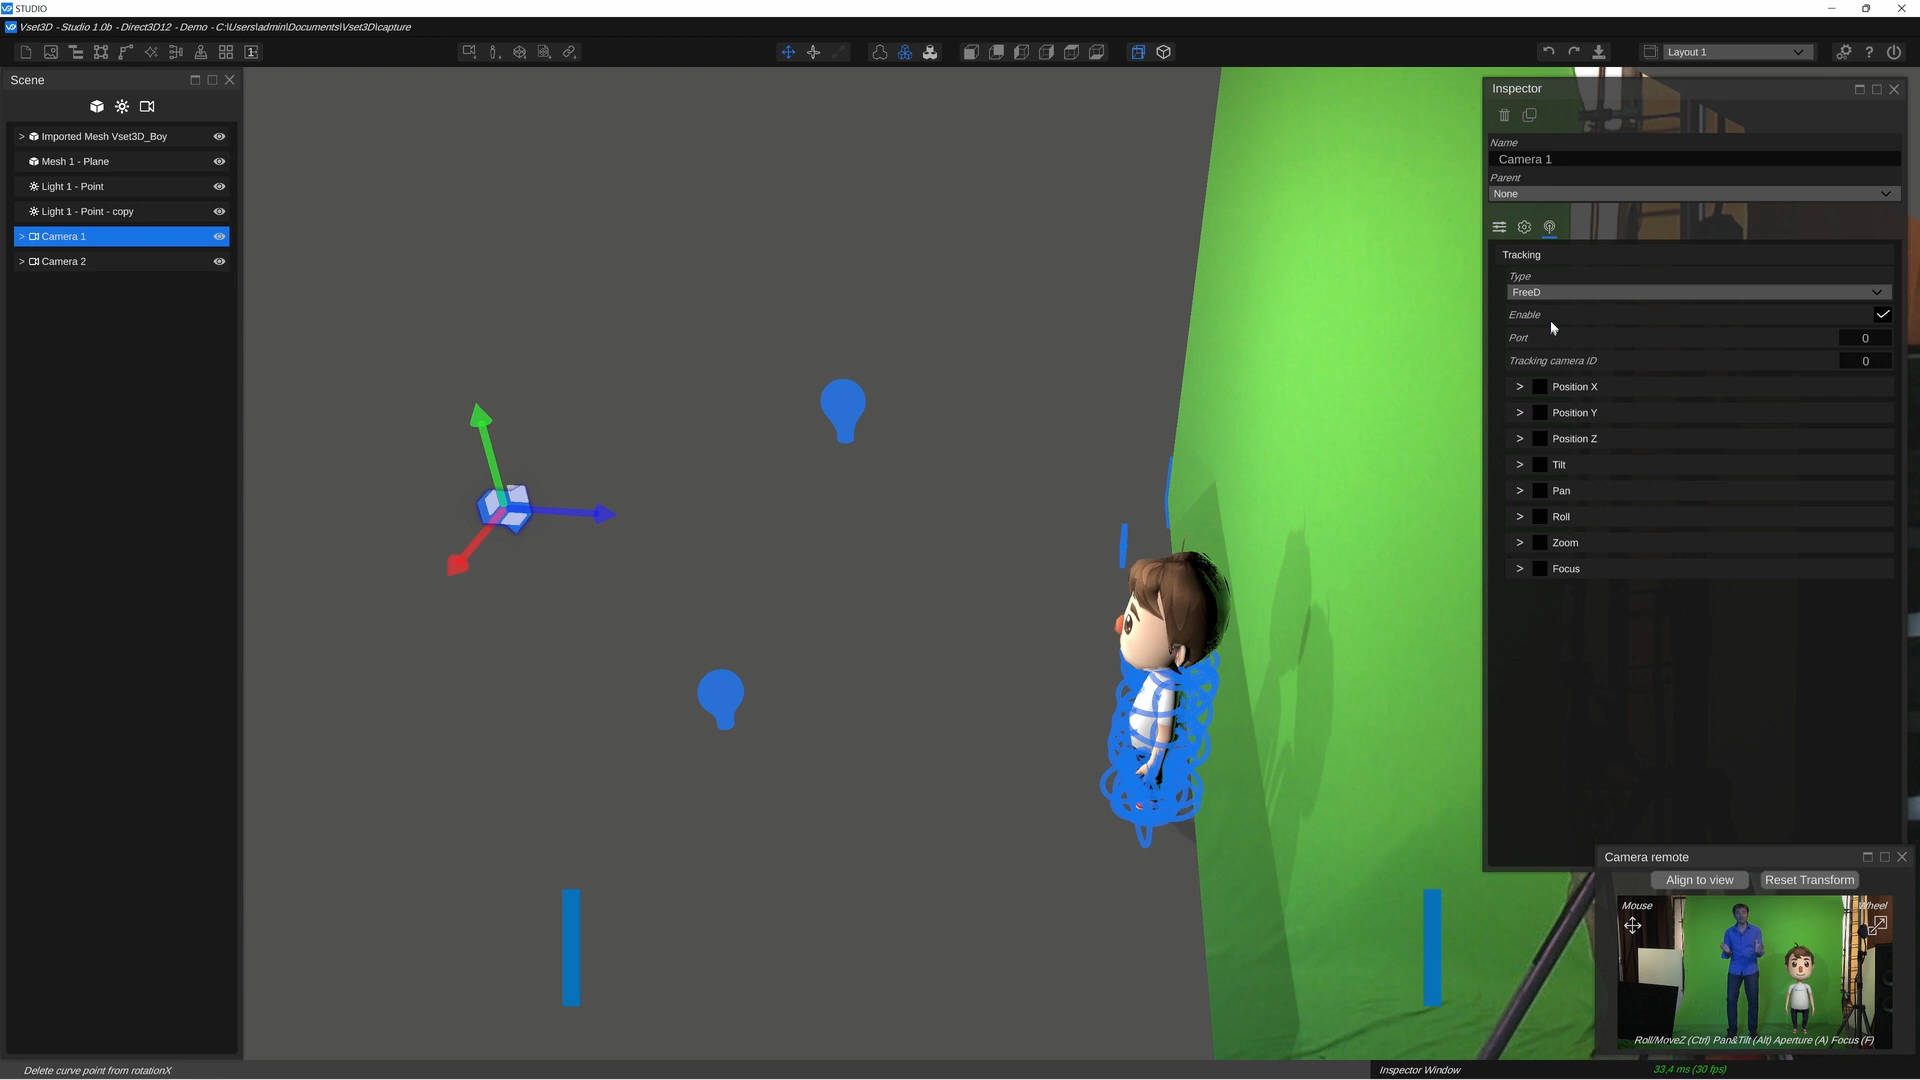 STUDIO
Vset3D - Studio 1.0b - Direct3D12 - Demo - C:\Users\admin\Documents\Vset3D\capture
Layout 1
Scene
Imported Mesh Vset3D_Boy
Mesh 1 - Plane
Light 1 - Point
Light 1 - Point - copy
Camera 1
Camera 2
Inspector
Name
Camera 1
Parent
None
Tracking
Type
FreeD
Enable
Port 0
Tracking camera ID 0
Position X
Position Y
Position Z
Tilt
Pan
Roll
Zoom
Focus
Camera remote
Align to view Reset Transform
Mouse Wheel
Roll/MoveZ (Ctrl) Pan&Tilt (Alt) Aperture (A) Focus (F)
Delete curve point from rotationX Inspector Window 33,4 ms (30 fps)